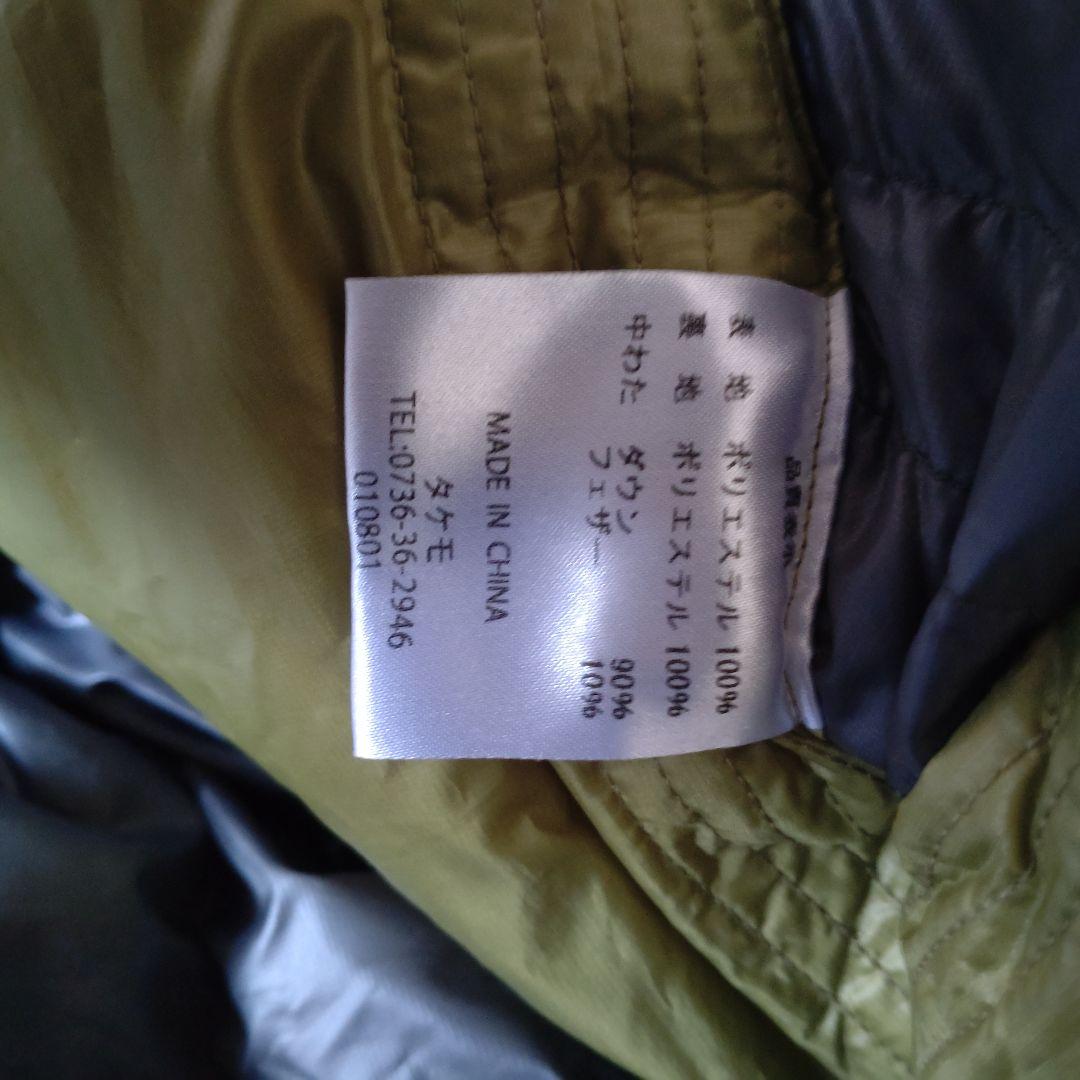 品質表示
表 地 ポリエステル 100%
裏 地 ポリエステル 100%
中わた ダウン 90%
フェザー 10%
MADE IN CHINA
タケモ
TEL:0736-36-2946
010801